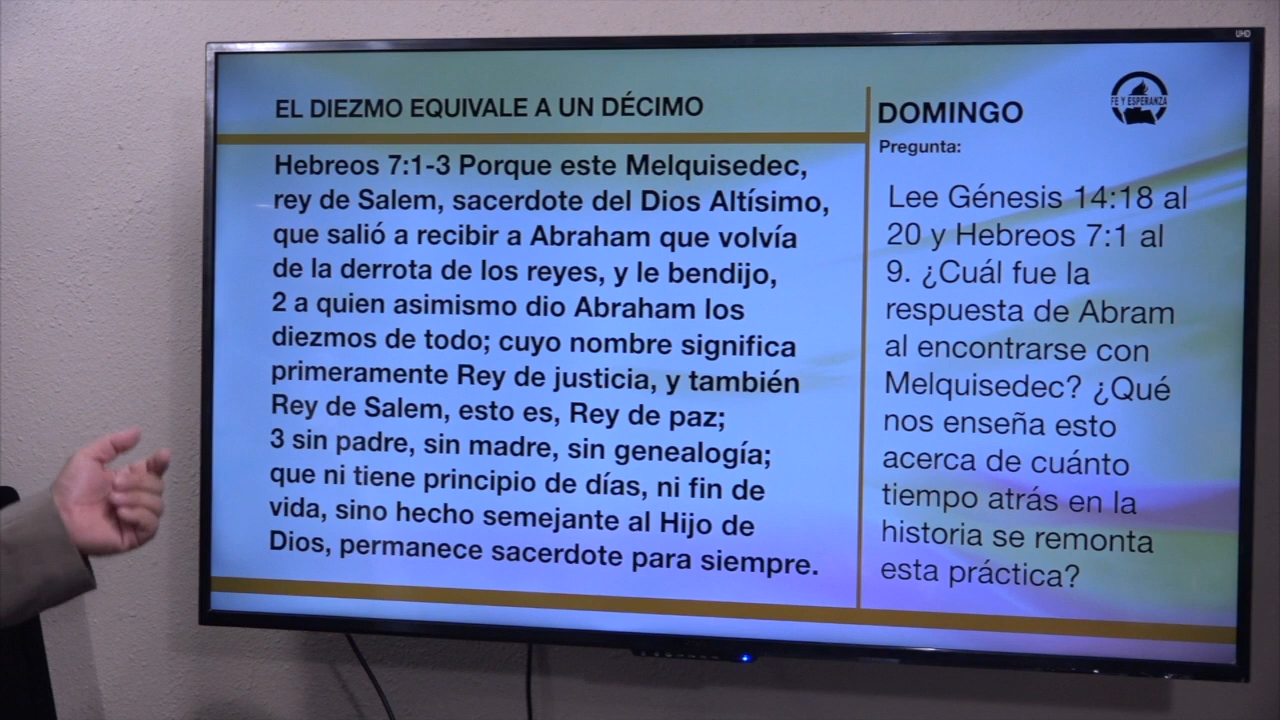 UHD
EL DIEZMO EQUIVALE A UN DÉCIMO
Hebreos 7:1-3 Porque este Melquisedec,
rey de Salem, sacerdote del Dios Altísimo,
que salió a recibir a Abraham que volvía
de la derrota de los reyes, y le bendijo,
2 a quien asimismo dio Abraham los
diezmos de todo; cuyo nombre significa
primeramente Rey de justicia, y también
Rey de Salem, esto es, Rey de paz;
3 sin padre, sin madre, sin genealogía;
que ni tiene principio de días, ni fin de
vida, sino hecho semejante al Hijo de
Dios, permanece sacerdote para siempre.
DOMINGO
FE Y ESPERANZA
Pregunta:
Lee Génesis 14:18 al
20 y Hebreos 7:1 al
9. ¿Cuál fue la
respuesta de Abram
al encontrarse con
Melquisedec? ¿Qué
nos enseña esto
acerca de cuánto
tiempo atrás en la
historia se remonta
esta práctica?